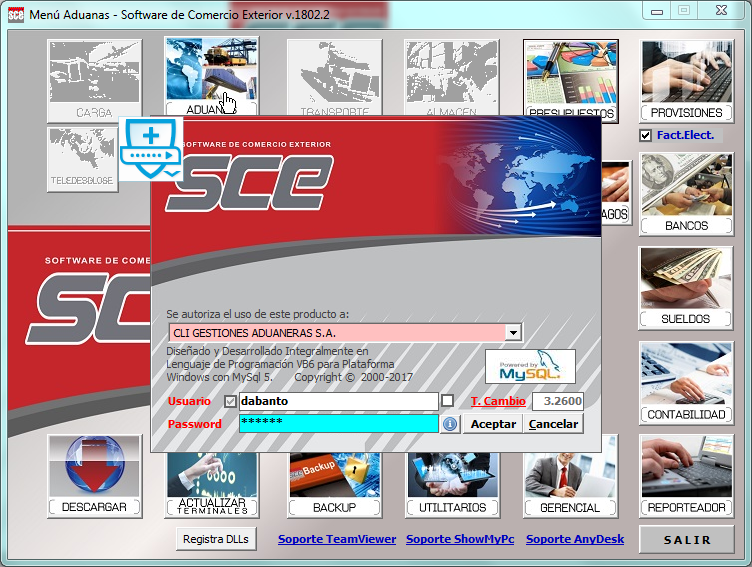 Menú Aduanas - Software de Comercio Exterior v.1802.2
CARGA
ADUANAS
TRANSPORTE
ALMACEN
PRESUPUESTOS
PROVISIONES
Fact.Elect.
TELEDESGLOSE
BANCOS
SUELDOS
CONTABILIDAD
SOFTWARE DE COME
SCE
SOFTWARE DE COMERCIO EXTERIOR
sce
Se autoriza el uso de este producto a:
CLI GESTIONES ADUANERAS S.A.
Diseñado y Desarrollado Integralmente en
Lenguaje de Programación VB6 para Plataforma
Windows con MySql 5. Copyright © 2000-2017
Powered by
MySQL.
Usuario dabanto T. Cambio 3.2600
Password ****** Aceptar Cancelar
DESCARGAR
ACTUALIZAR
TERMINALES
Backup
BACKUP
UTILITARIOS
GERENCIAL
REPORTEADOR
Registra DLLs
Soporte TeamViewer
Soporte ShowMyPc
Soporte AnyDesk
SALIR